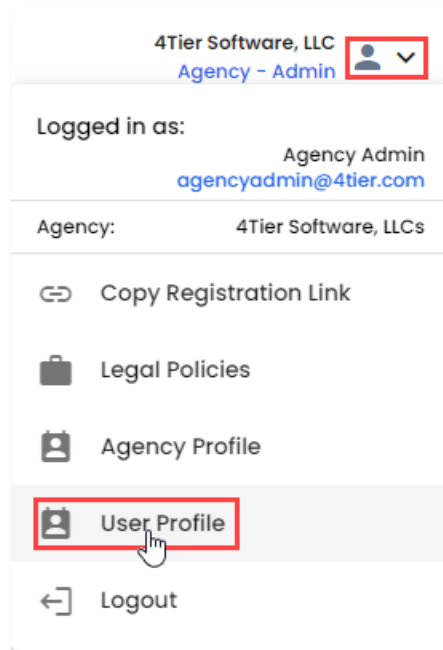 4Tier Software, LLC
Agency - Admin
Logged in as:
Agency Admin
agencyadmin@4tier.com
Agency: 4Tier Software, LLCs
Copy Registration Link
Legal Policies
Agency Profile
User Profile
Logout